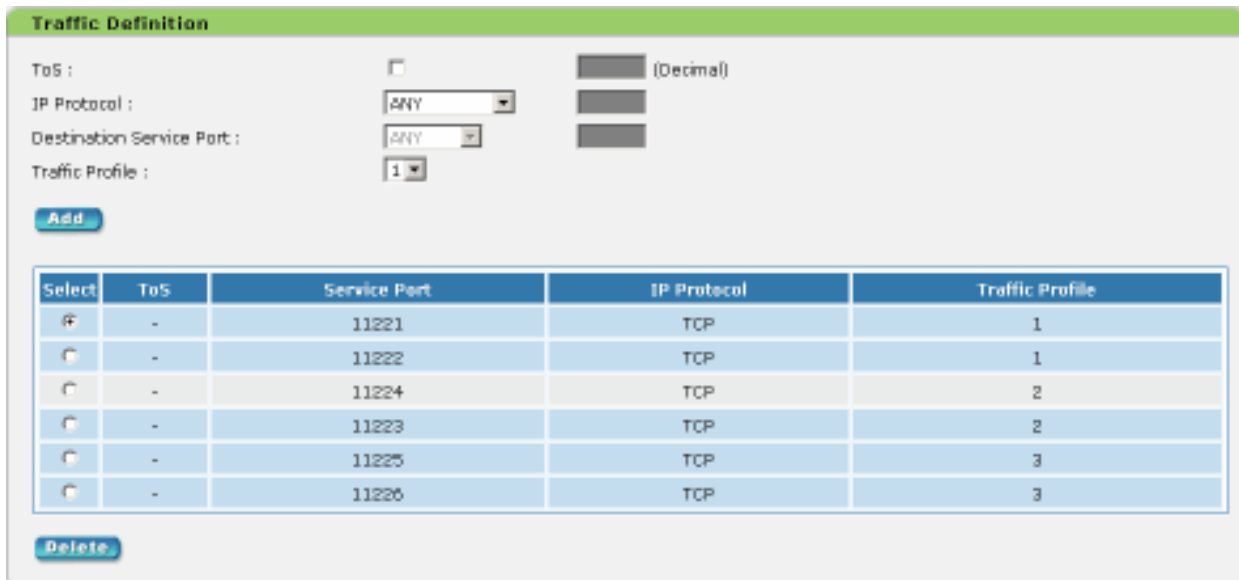 Traffic Definition
ToS : (Decimal)
IP Protocol : ANY
Destination Service Port : ANY
Traffic Profile : 1
Add
Select ToS Service Port IP Protocol Traffic Profile
- 11221 TCP 1
- 11222 TCP 1
- 11224 TCP 2
- 11223 TCP 2
- 11225 TCP 3
- 11226 TCP 3
Delete